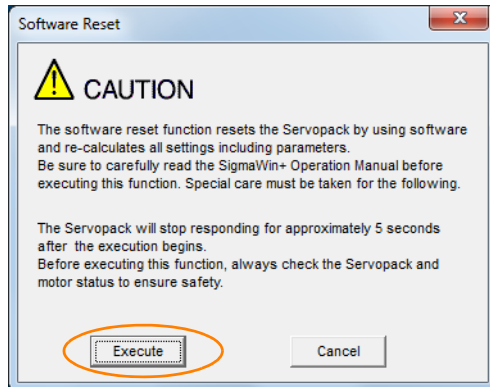 Software Reset
CAUTION
The software reset function resets the Servopack by using software
and re-calculates all settings including parameters.
Be sure to carefully read the SigmaWin+ Operation Manual before
executing this function. Special care must be taken for the following.
The Servopack will stop responding for approximately 5 seconds
after the execution begins.
Before executing this function, always check the Servopack and
motor status to ensure safety.
Execute
Cancel